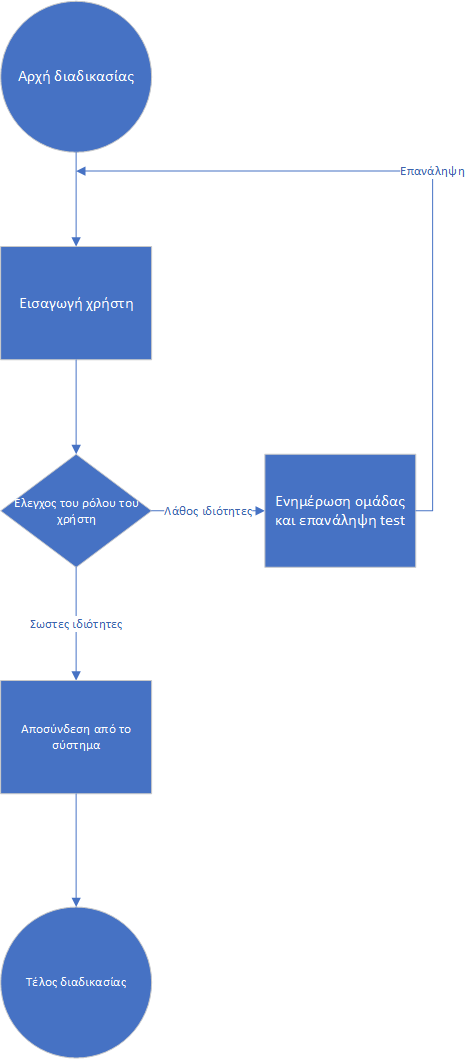 Αρχή διαδικασίας
Επανάληψη
Εισαγωγή χρήστη
Έλεγχος του ρόλου του
χρήστη
Λάθος ιδιότητες
Ενημέρωση ομάδας
και επανάληψη test
Σωστες ιδιότητες
Αποσύνδεση από το
σύστημα
Τέλος διαδικασίας